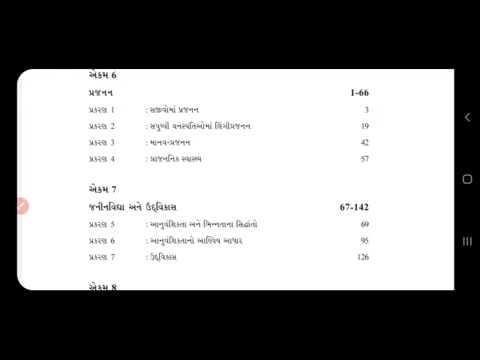 એકમ 6
પ્રજનન 1-66
પ્રકરણ 1 : સજીવોમાં પ્રજનન 3
પ્રકરણ 2 : સપુષ્પી વનસ્પતિઓમાં લિંગીપ્રજનન 19
પ્રકરણ 3 : માનવ-પ્રજનન 42
પ્રકરણ 4 : પ્રાજનનિક સ્વાસ્થ્ય 57
એકમ 7
જનીનવિદ્યા અને ઉદ્દવિકાસ 67-142
પ્રકરણ 5 : આનુવંશિકતા અને ભિન્નતાના સિદ્ધાંતો 69
પ્રકરણ 6 : આનુવંશિકતાનો આણ્વિય આધાર 95
પ્રકરણ 7 : ઉદ્દવિકાસ 126
એકમ 8